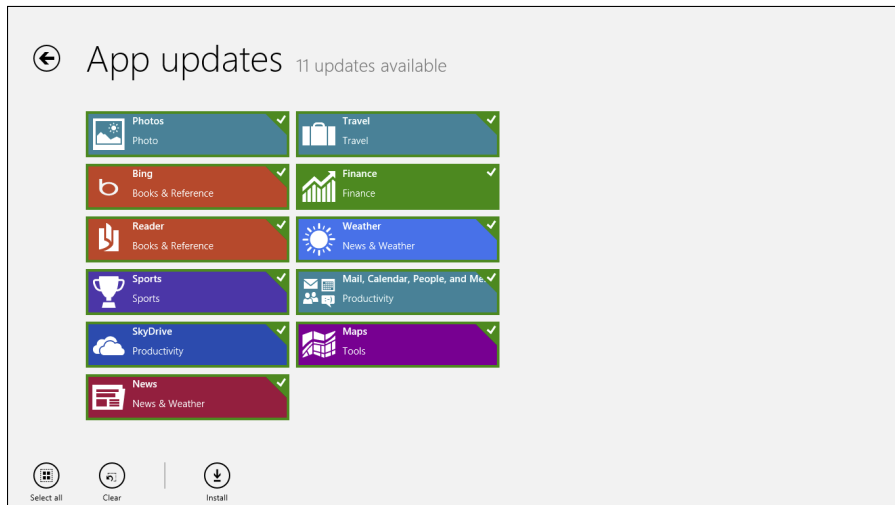 App updates 11 updates available
Photos
Photo
Travel
Travel
Bing
Books & Reference
Finance
Finance
Reader
Books & Reference
Weather
News & Weather
Sports
Sports
Mail, Calendar, People, and Me
Productivity
SkyDrive
Productivity
Maps
Tools
News
News & Weather
Select all
Clear
Install